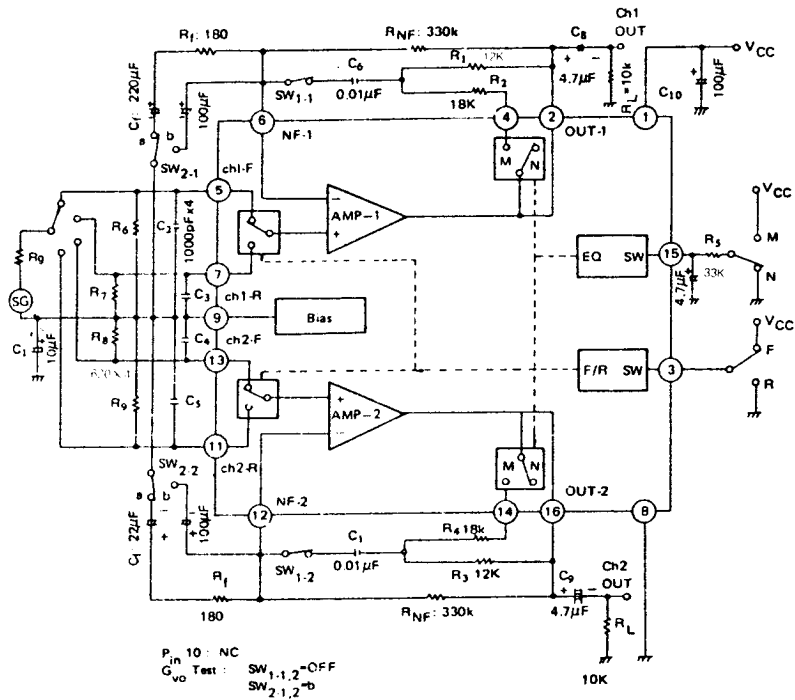 Rf: 180
RNF: 330k
C8
Ch1
OUT
VCC
R1 12K
4.7μF
RL=10k
C10
100μF
C6
0.01μF
R2
18K
SW1-1
Cf: 220μF
100μF
a
b
SW2-1
6
NF-1
4
2
OUT-1
1
M
N
ch1-F
5
AMP-1
R9
R6
C2
1000pFx4
7
ch1-R
EQ
SW
15
R5
33K
4.7μF
VCC
M
N
SG
R7
C3
9
Bias
C1
10μF
R8
C4
ch2-F
13
620×4
F/R
SW
3
VCC
F
R
R9
C5
AMP-2
11
ch2-R
M
N
SW2-2
a
b
Cf 22μF
100μF
NF-2
12
14
OUT-2
16
8
R4 18k
C1
0.01μF
SW1-2
R3 12K
Rf
180
RNF: 330k
C9
4.7μF
Ch2
OUT
RL
10K
Pin 10 : NC
Gvo Test : SW1-1,2=OFF
SW2-1,2=b